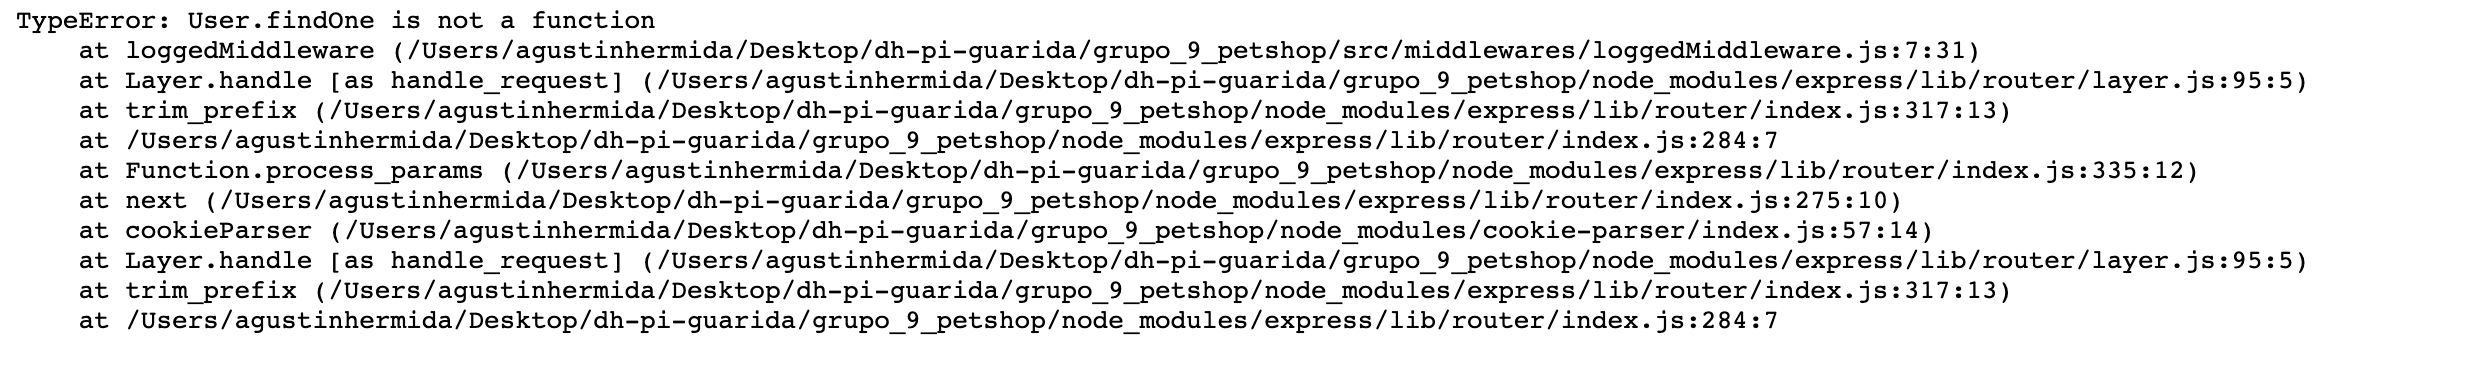 TypeError: User.findOne is not a function
    at loggedMiddleware (/Users/agustinhermida/Desktop/dh-pi-guarida/grupo_9_petshop/src/middlewares/loggedMiddleware.js:7:31)
    at Layer.handle [as handle_request] (/Users/agustinhermida/Desktop/dh-pi-guarida/grupo_9_petshop/node_modules/express/lib/router/layer.js:95:5)
    at trim_prefix (/Users/agustinhermida/Desktop/dh-pi-guarida/grupo_9_petshop/node_modules/express/lib/router/index.js:317:13)
    at /Users/agustinhermida/Desktop/dh-pi-guarida/grupo_9_petshop/node_modules/express/lib/router/index.js:284:7
    at Function.process_params (/Users/agustinhermida/Desktop/dh-pi-guarida/grupo_9_petshop/node_modules/express/lib/router/index.js:335:12)
    at next (/Users/agustinhermida/Desktop/dh-pi-guarida/grupo_9_petshop/node_modules/express/lib/router/index.js:275:10)
    at cookieParser (/Users/agustinhermida/Desktop/dh-pi-guarida/grupo_9_petshop/node_modules/cookie-parser/index.js:57:14)
    at Layer.handle [as handle_request] (/Users/agustinhermida/Desktop/dh-pi-guarida/grupo_9_petshop/node_modules/express/lib/router/layer.js:95:5)
    at trim_prefix (/Users/agustinhermida/Desktop/dh-pi-guarida/grupo_9_petshop/node_modules/express/lib/router/index.js:317:13)
    at /Users/agustinhermida/Desktop/dh-pi-guarida/grupo_9_petshop/node_modules/express/lib/router/index.js:284:7